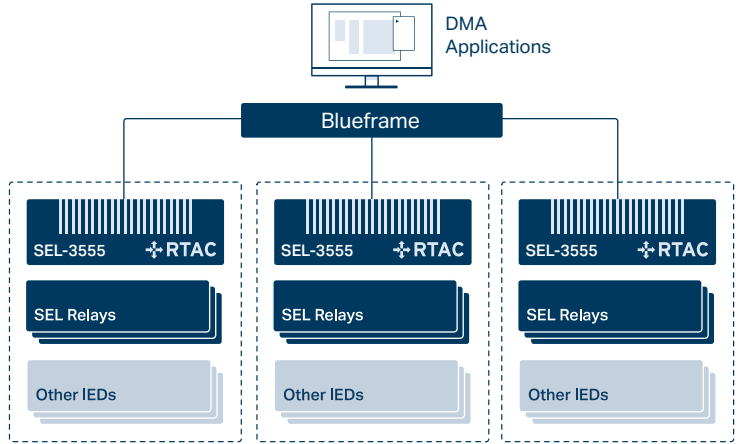 DMA
Applications
Blueframe
SEL-3555 RTAC
SEL Relays
Other IEDs
SEL-3555 RTAC
SEL Relays
Other IEDs
SEL-3555 RTAC
SEL Relays
Other IEDs